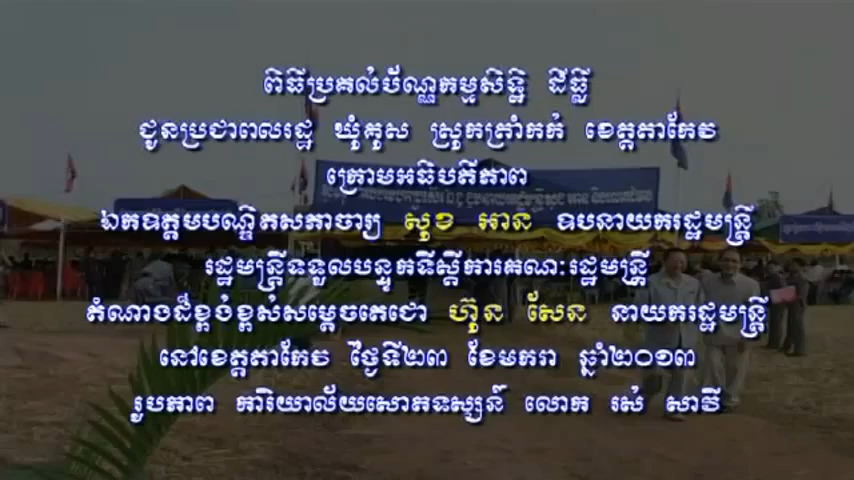 ពិធីប្រគល់ប័ណ្ណកម្មសិទ្ធិ ដីធ្លី
ជូនប្រជាពលរដ្ឋ ឃុំគុស ស្រុកត្រាំកក់ ខេត្តតាកែវ
ក្រោមអធិបតីភាព
ឯកឧត្តមបណ្ឌិតសភាចារ្យ សុខ អាន ឧបនាយករដ្ឋមន្ត្រី
រដ្ឋមន្ត្រីទទួលបន្ទុកទីស្តីការគណៈរដ្ឋមន្ត្រី
តំណាងដ៏ខ្ពង់ខ្ពស់សម្តេចតេជោ ហ៊ុន សែន នាយករដ្ឋមន្ត្រី
នៅខេត្តតាកែវ ថ្ងៃទី២៣ ខែមករា ឆ្នាំ២០១៣
រូបភាព ការិយាល័យសោតទស្សន៍ លោក រស់ សាវី